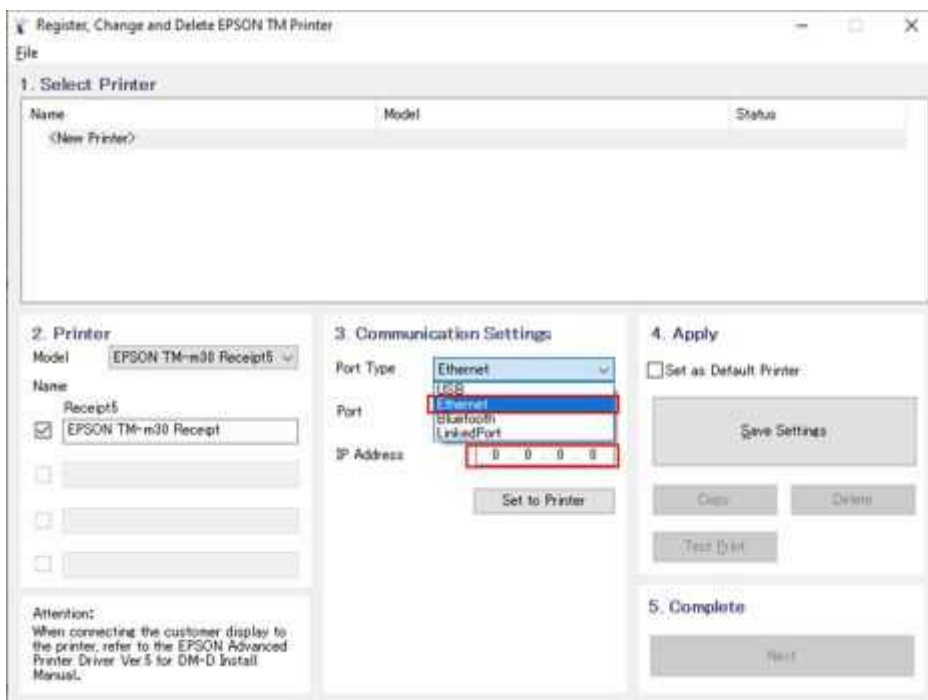 Register, Change and Delete EPSON TM Printer
File
1. Select Printer
Name Model Status
<New Printer>
2. Printer
Model EPSON TM-m30 Receipt5
Name
Receipt5
EPSON TM-m30 Receipt
Attention:
When connecting the customer display to
the printer, refer to the EPSON Advanced
Printer Driver Ver.5 for DM-D Install
Manual.
3. Communication Settings
Port Type Ethernet
USB
Ethernet
Port
Bluetooth
LinkedPort
IP Address 0 . 0 . 0 . 0
Set to Printer
4. Apply
Set as Default Printer
Save Settings
Copy Delete
Test Print
5. Complete
Next